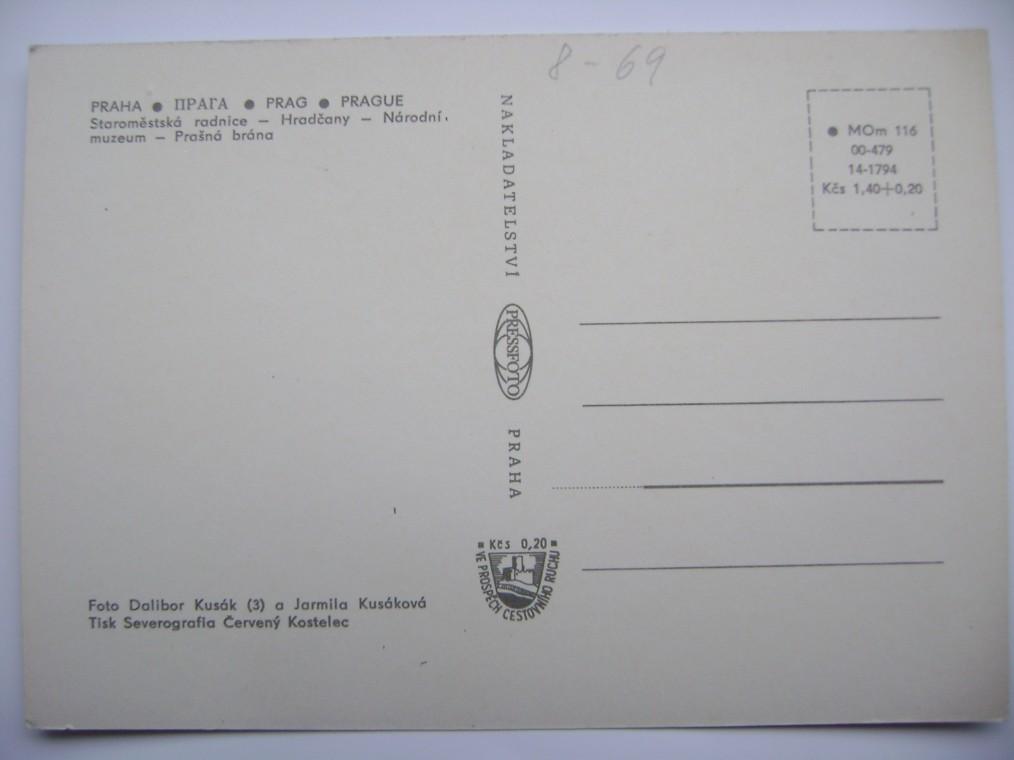 8 - 69
PRAHA ● ПРАГА ● PRAG ● PRAGUE
Staroměstská radnice – Hradčany – Národní
muzeum – Prašná brána
NAKLADATELSTVÍ
PRESSFOTO
PRAHA
● MOm 116
00-479
14-1794
Kčs 1,40+0,20
▪ Kčs 0,20 ▪
VE PROSPĚCH CESTOVNÍHO RUCHU
Foto Dalibor Kusák (3) a Jarmila Kusáková
Tisk Severografia Červený Kostelec